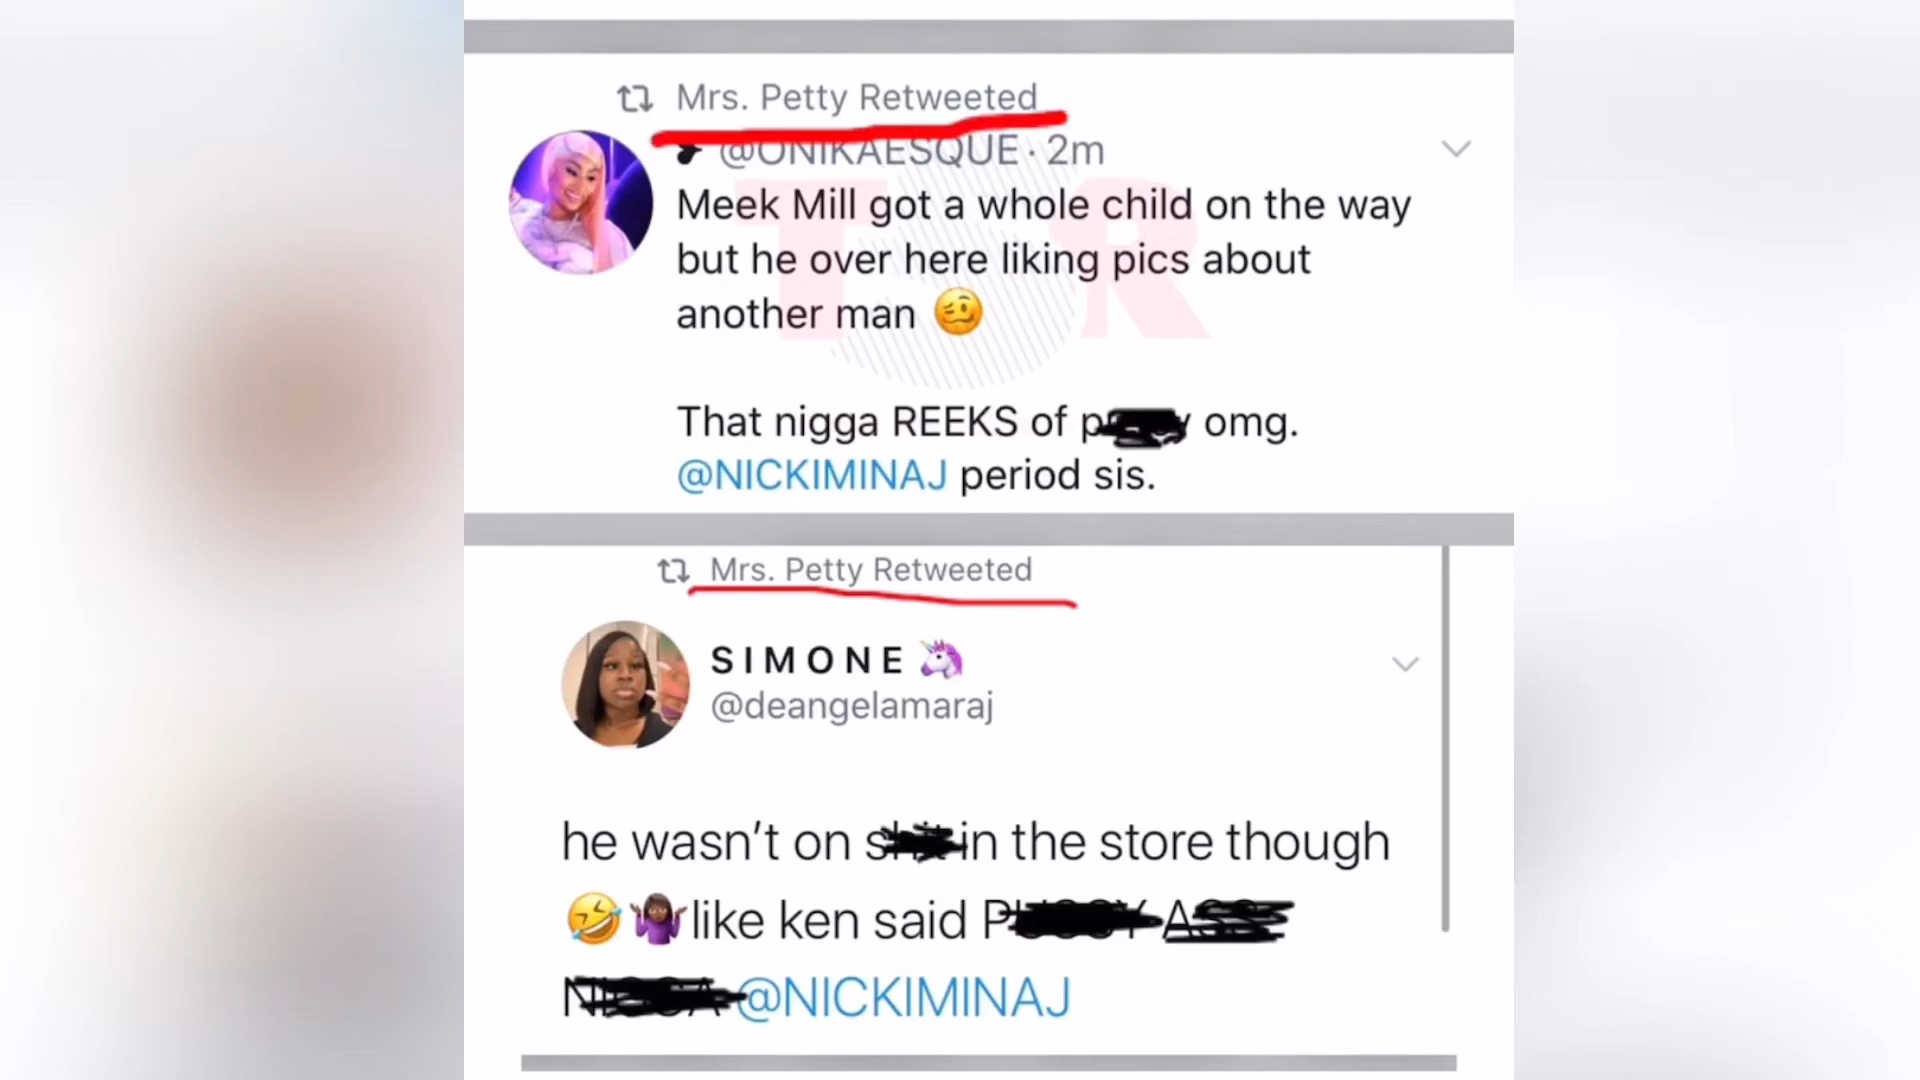 Mrs. Petty Retweeted
@ONIKAESQUE · 2m
Meek Mill got a whole child on the way
but he over here liking pics about
another man 🥴
That nigga REEKS of omg.
@NICKIMINAJ period sis.
Mrs. Petty Retweeted
SIMONE 🦄
@deangelamaraj
he wasn't on in the store though
🤣🤷🏾‍♀️like ken said
@NICKIMINAJ
T R